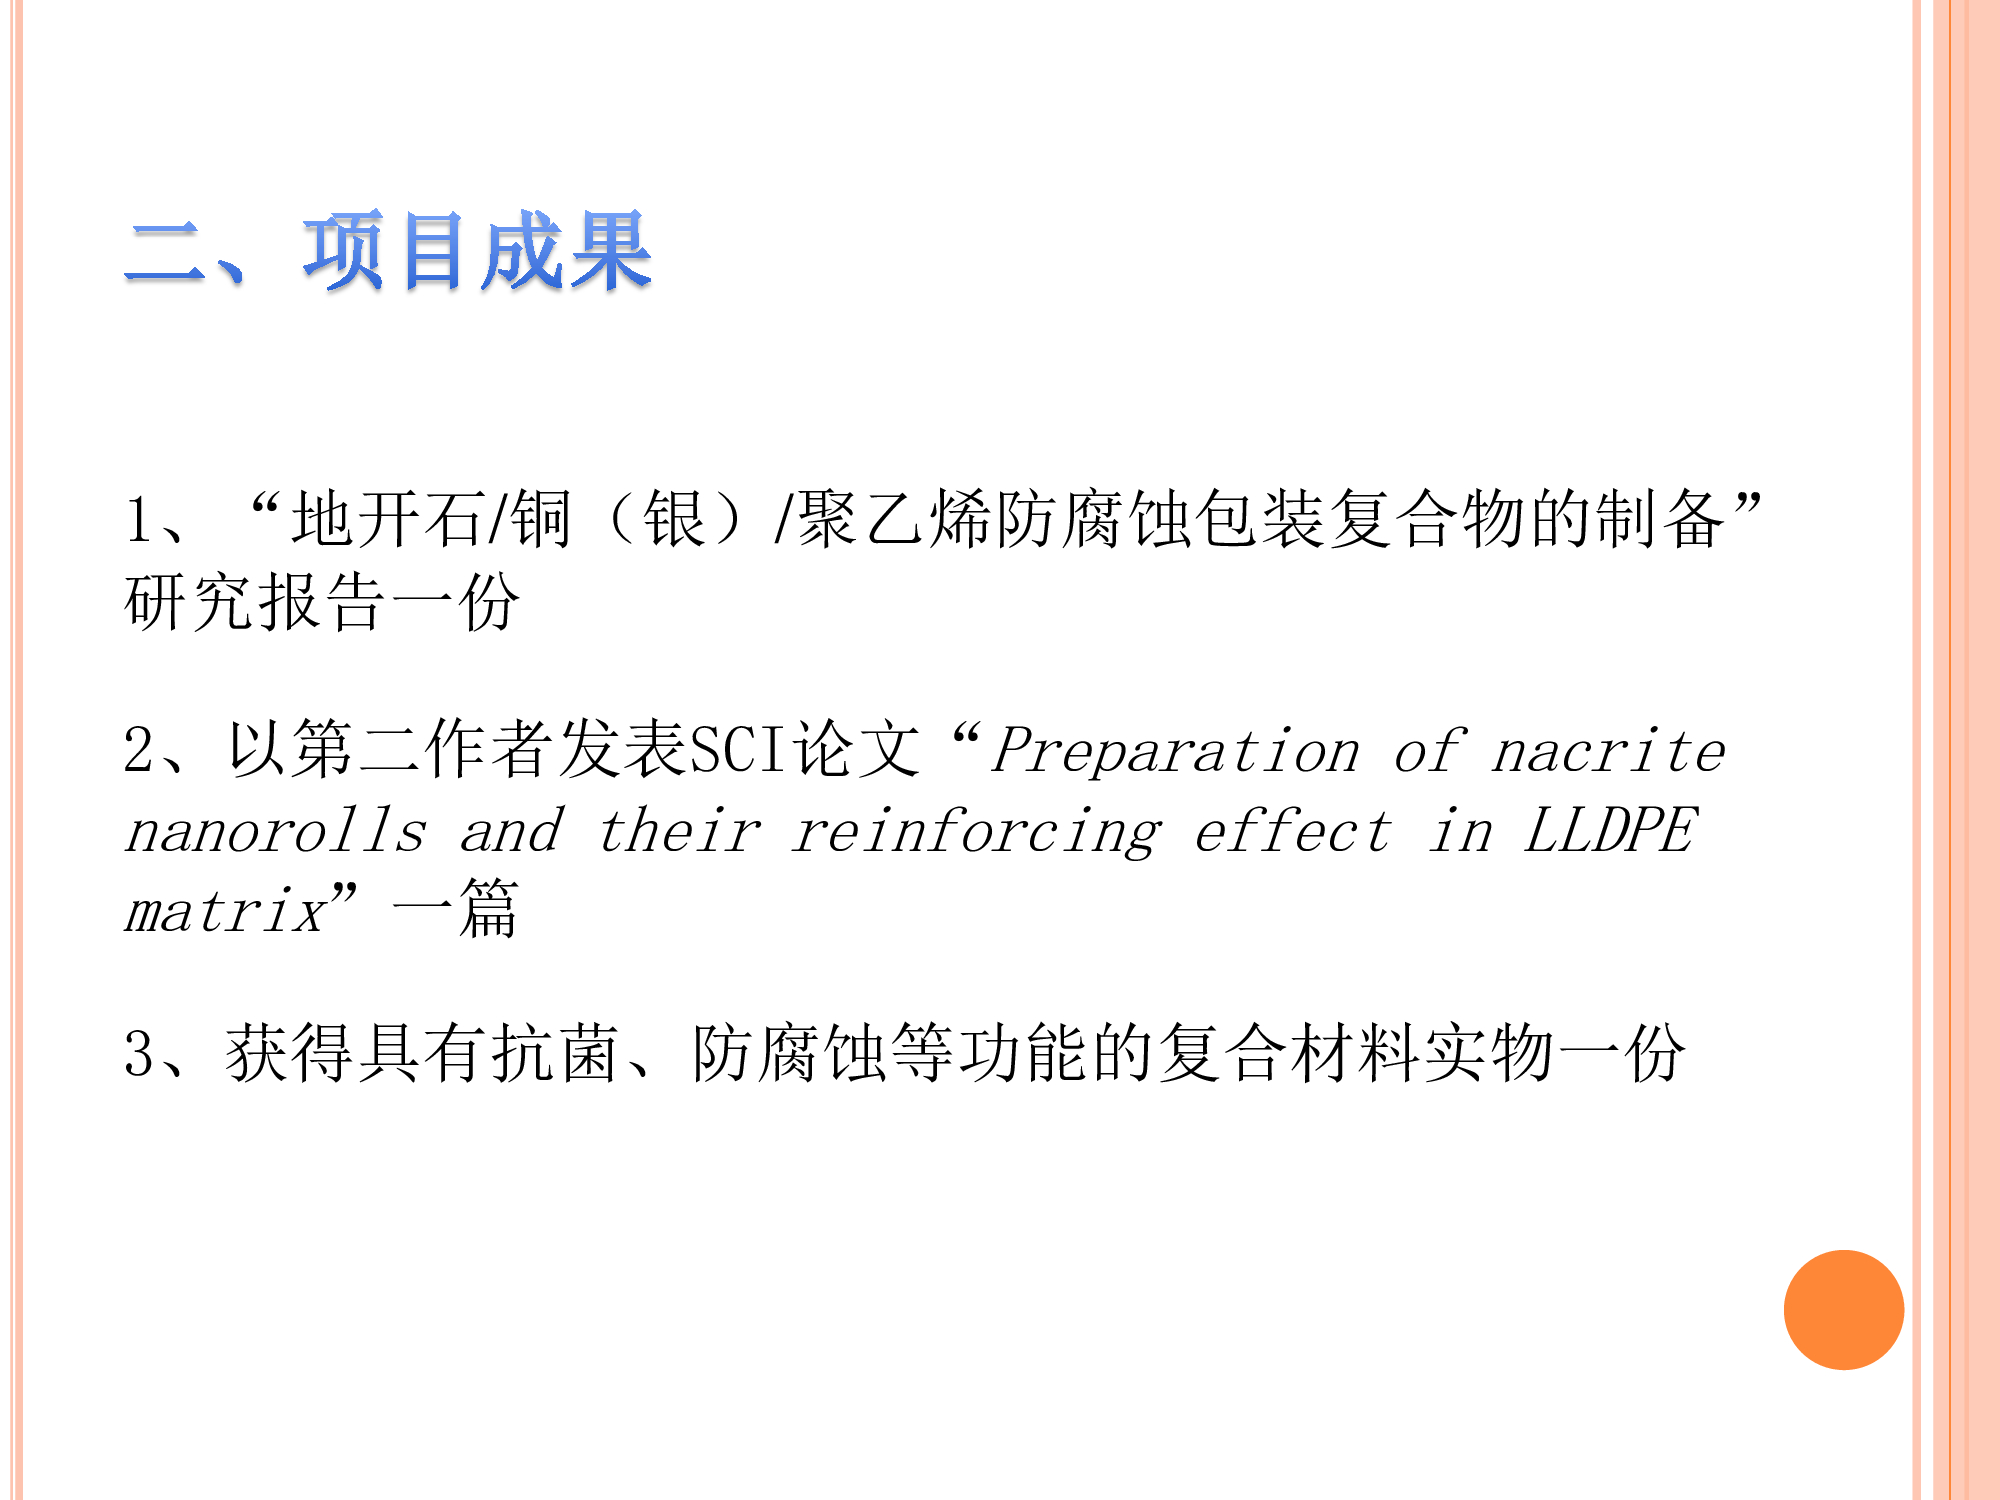 二、项目成果
1、“地开石/铜（银）/聚乙烯防腐蚀包装复合物的制备”
研究报告一份
2、以第二作者发表SCI论文“Preparation of nacrite
nanorolls and their reinforcing effect in LLDPE
matrix”一篇
3、获得具有抗菌、防腐蚀等功能的复合材料实物一份